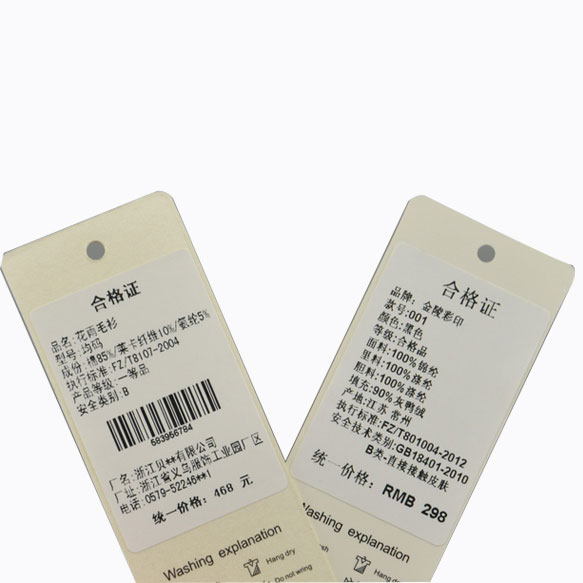 合格证
品名: 花雨毛衫
型号: 均码
成份: 棉85%/莱卡纤维10%/氨纶5%
执行标准: FZ/T8107-2004
产品等级: 一等品
安全类别: B
683956784
厂名: 浙江贝**有限公司
厂址: 浙江省义乌服饰工业园厂区
电话: 0579-52246**1
统一价格: 468 元
Washing explanation
Hang dry
Do not wring
合格证
品牌: 金陵彩印
款号:001
颜色:黑色
等级:合格品
面料:100%锦纶
里料:100%涤纶
胆料:100%涤纶
填充:90%灰鸭绒
产地:江苏 常州
执行标准:FZ/T801004-2012
安全技术类别:GB18401-2010
B类-直接接触皮肤
统一价格: RMB 298
Washing explanation
Hang dry